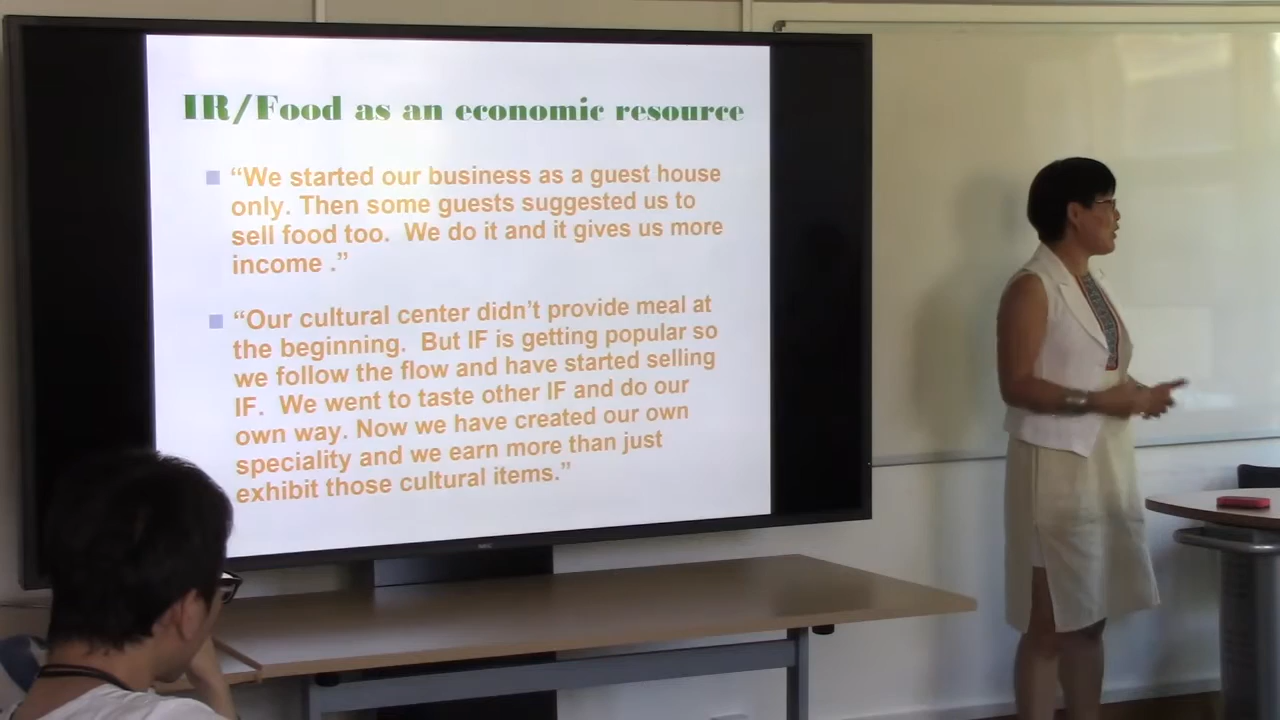 IR/Food as an economic resource
“We started our business as a guest house
only. Then some guests suggested us to
sell food too.  We do it and it gives us more
income .”
“Our cultural center didn’t provide meal at
the beginning.  But IF is getting popular so
we follow the flow and have started selling
IF.  We went to taste other IF and do our
own way. Now we have created our own
speciality and we earn more than just
exhibit those cultural items.”